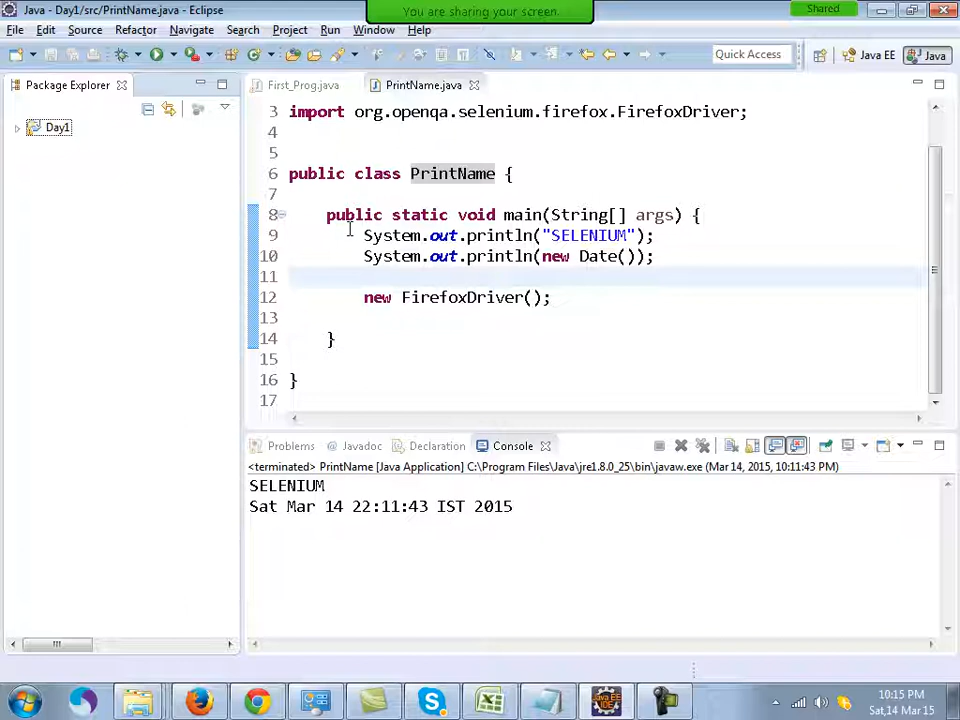 Java - Day1/src/PrintName.java - Eclipse
You are sharing your screen.
Shared
File Edit Source Refactor Navigate Search Project Run Window Help
Quick Access
Java EE
Java
Package Explorer
First_Prog.java
PrintName.java
Day1
3 import org.openqa.selenium.firefox.FirefoxDriver;
4
5
6 public class PrintName {
7
8 public static void main(String[] args) {
9 System.out.println("SELENIUM");
10 System.out.println(new Date());
11
12 new FirefoxDriver();
13
14 }
15
16 }
17
Problems @ Javadoc Declaration Console
<terminated> PrintName [Java Application] C:\Program Files\Java\jre1.8.0_25\bin\javaw.exe (Mar 14, 2015, 10:11:43 PM)
SELENIUM
Sat Mar 14 22:11:43 IST 2015
10:15 PM
Sat,14 Mar 15